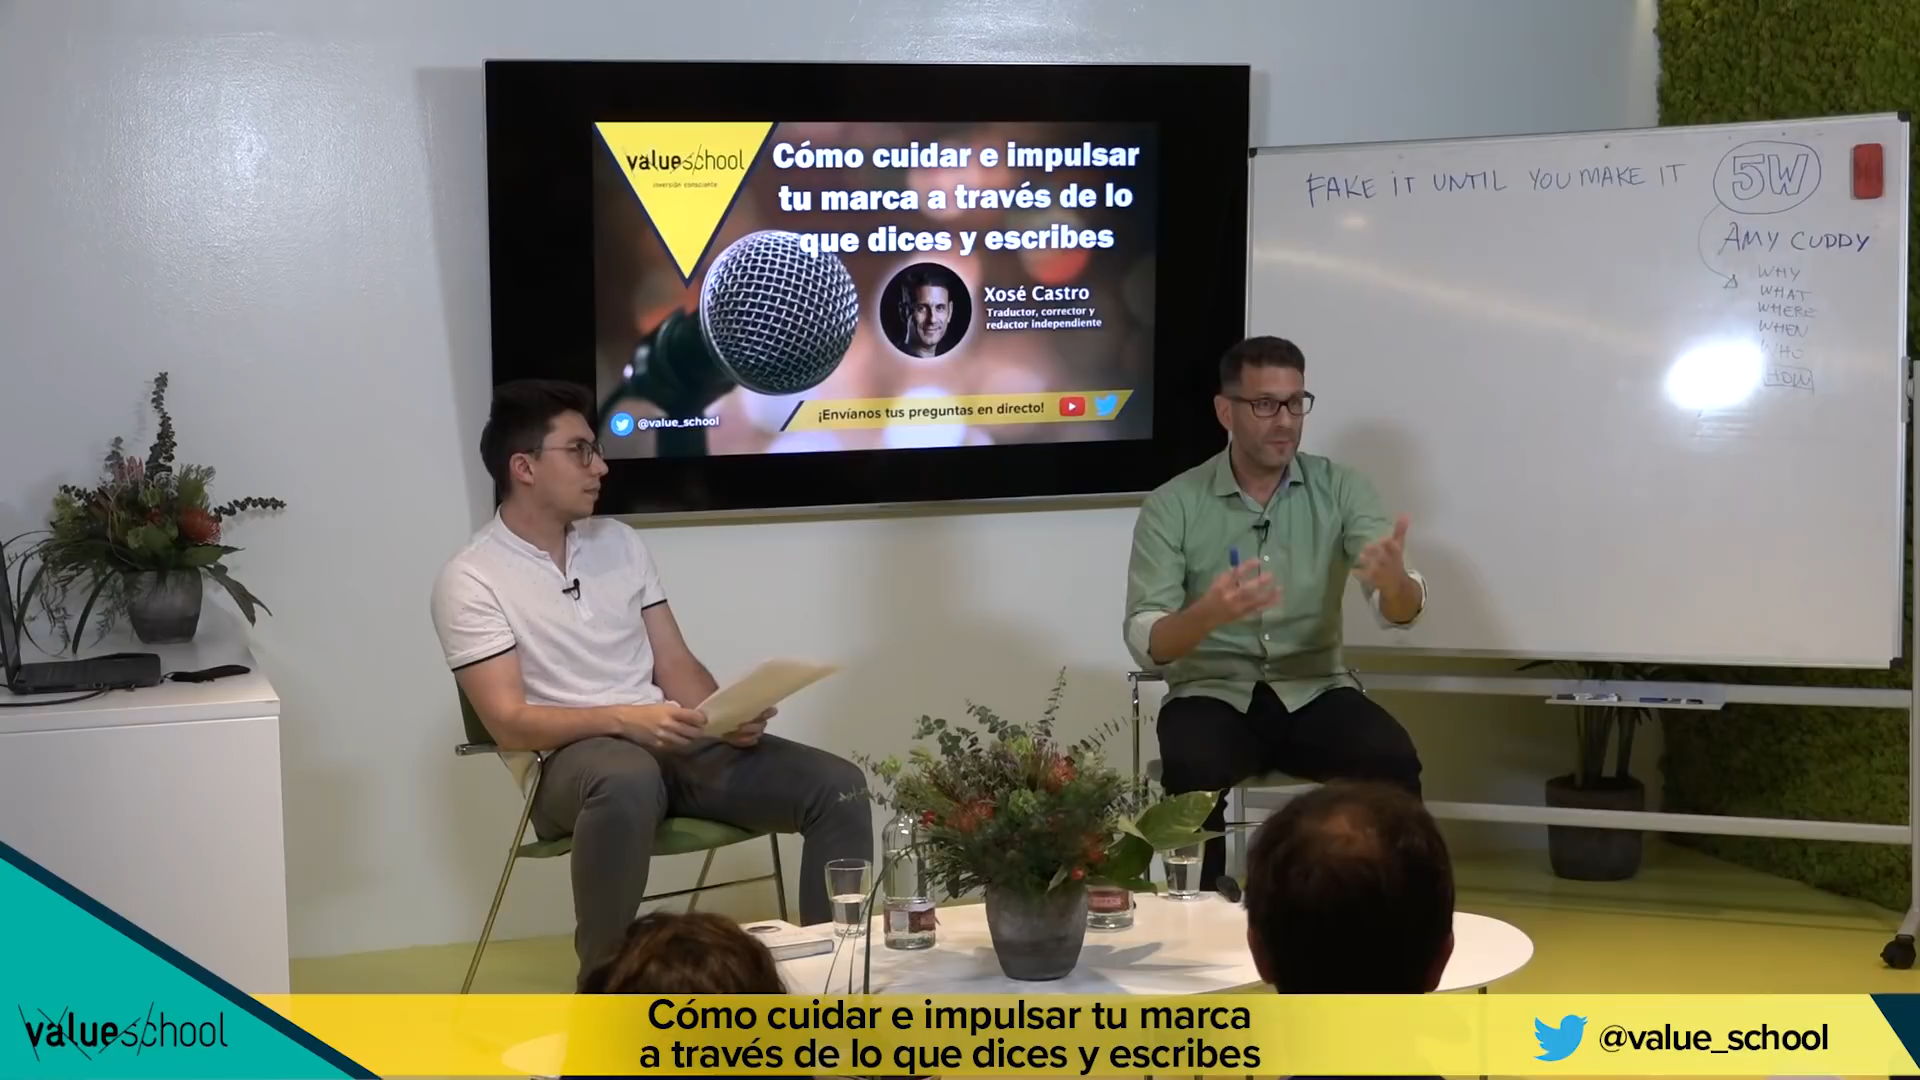 valueschool
inversión consciente
Cómo cuidar e impulsar
tu marca a través de lo
que dices y escribes
Xosé Castro
Traductor, corrector y
redactor independiente
¡Envíanos tus preguntas en directo!
@value_school
FAKE IT UNTIL YOU MAKE IT
5W
AMY CUDDY
WHY
WHAT
WHERE
WHEN
WHO
HOW
valueschool
Cómo cuidar e impulsar tu marca
a través de lo que dices y escribes
@value_school